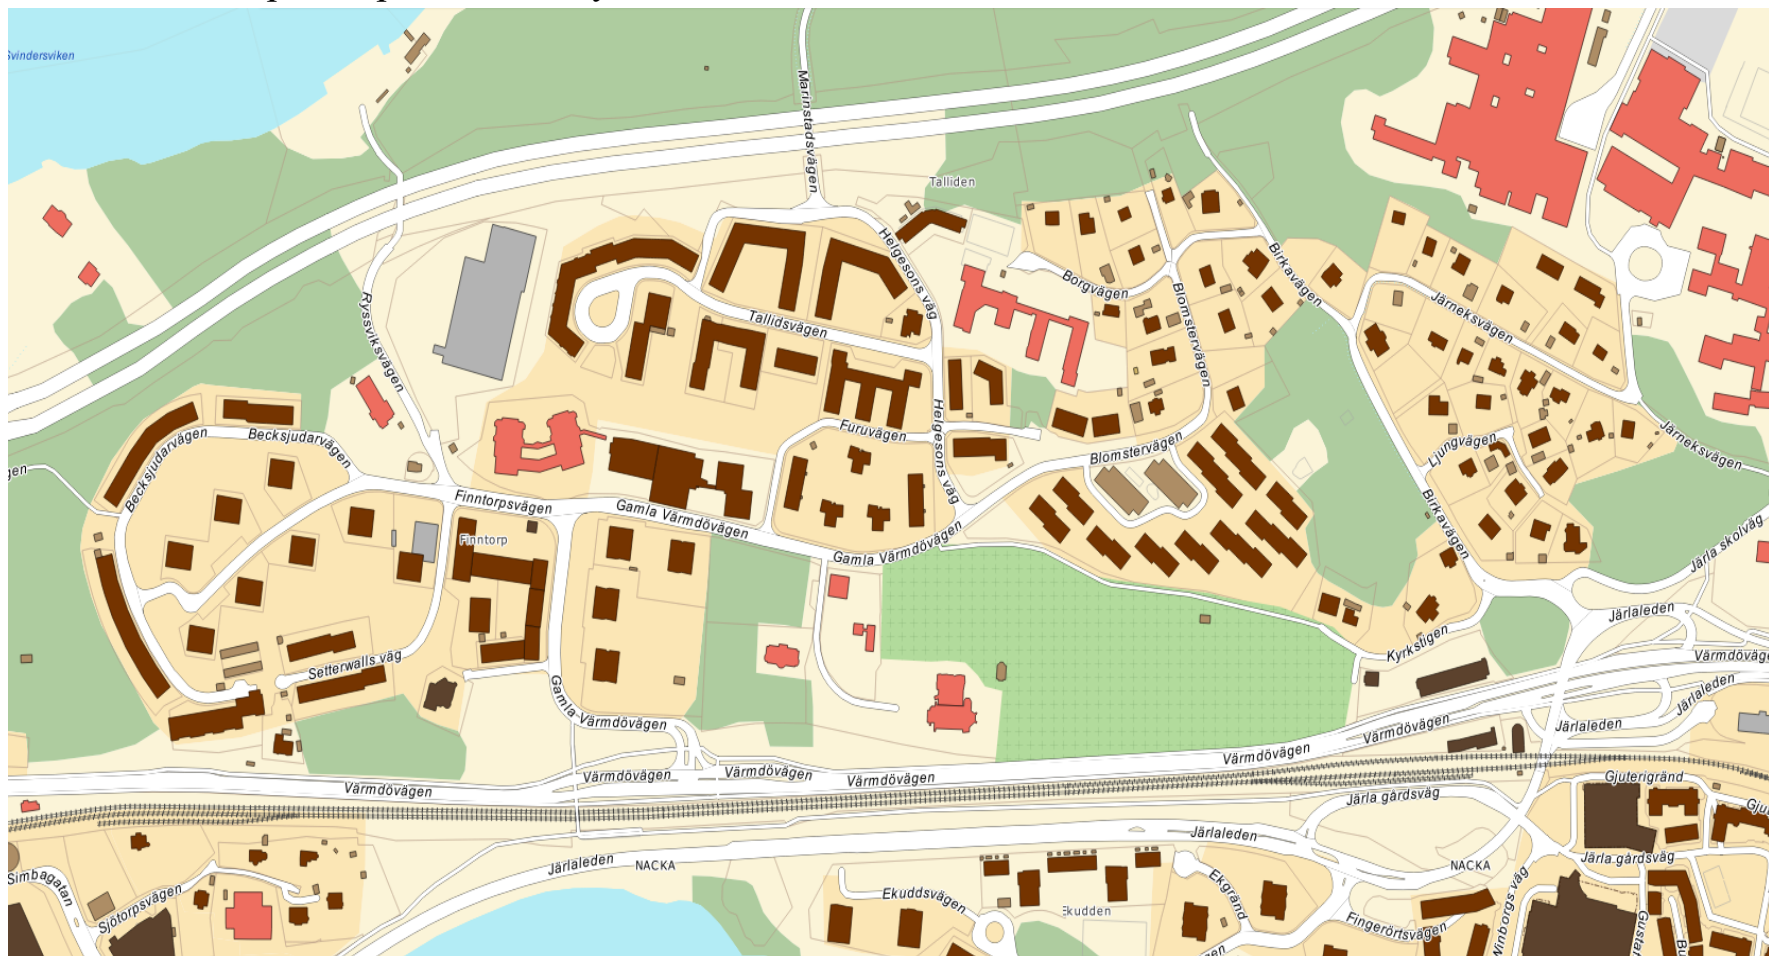 Svindersviken
Marinstadsvägen
Talliden
Helgesons väg
Birkavägen
Borgvägen
Ryssviksvägen
Tallidsvägen
Blomstervägen
Järneksvägen
Becksjudarvägen
Becksjudarvägen
Furuvägen
Helgesons väg
Blomstervägen
Ljungvägen
Järneksvägen
Finntorpsvägen
Gamla Värmdövägen
Gamla Värmdövägen
Birkavägen
Finntorp
Järla skolväg
Järlaleden
Kyrkstigen
Setterwalls väg
Värmdöväge
Gamla Värmdövägen
Järlaleden
Värmdövägen
Järlaleden
Värmdövägen
Värmdövägen
Värmdövägen
Värmdövägen
Värmdövägen
Gjuterigränd
Järla gårdsväg
Järlaleden
Järlaleden
NACKA
NACKA
Järla gårdsväg
Simbagatan
Sjötorpsvägen
Ekuddsvägen
Ekgränd
Ekudden
Fingerörtsvägen
Winborgs väg